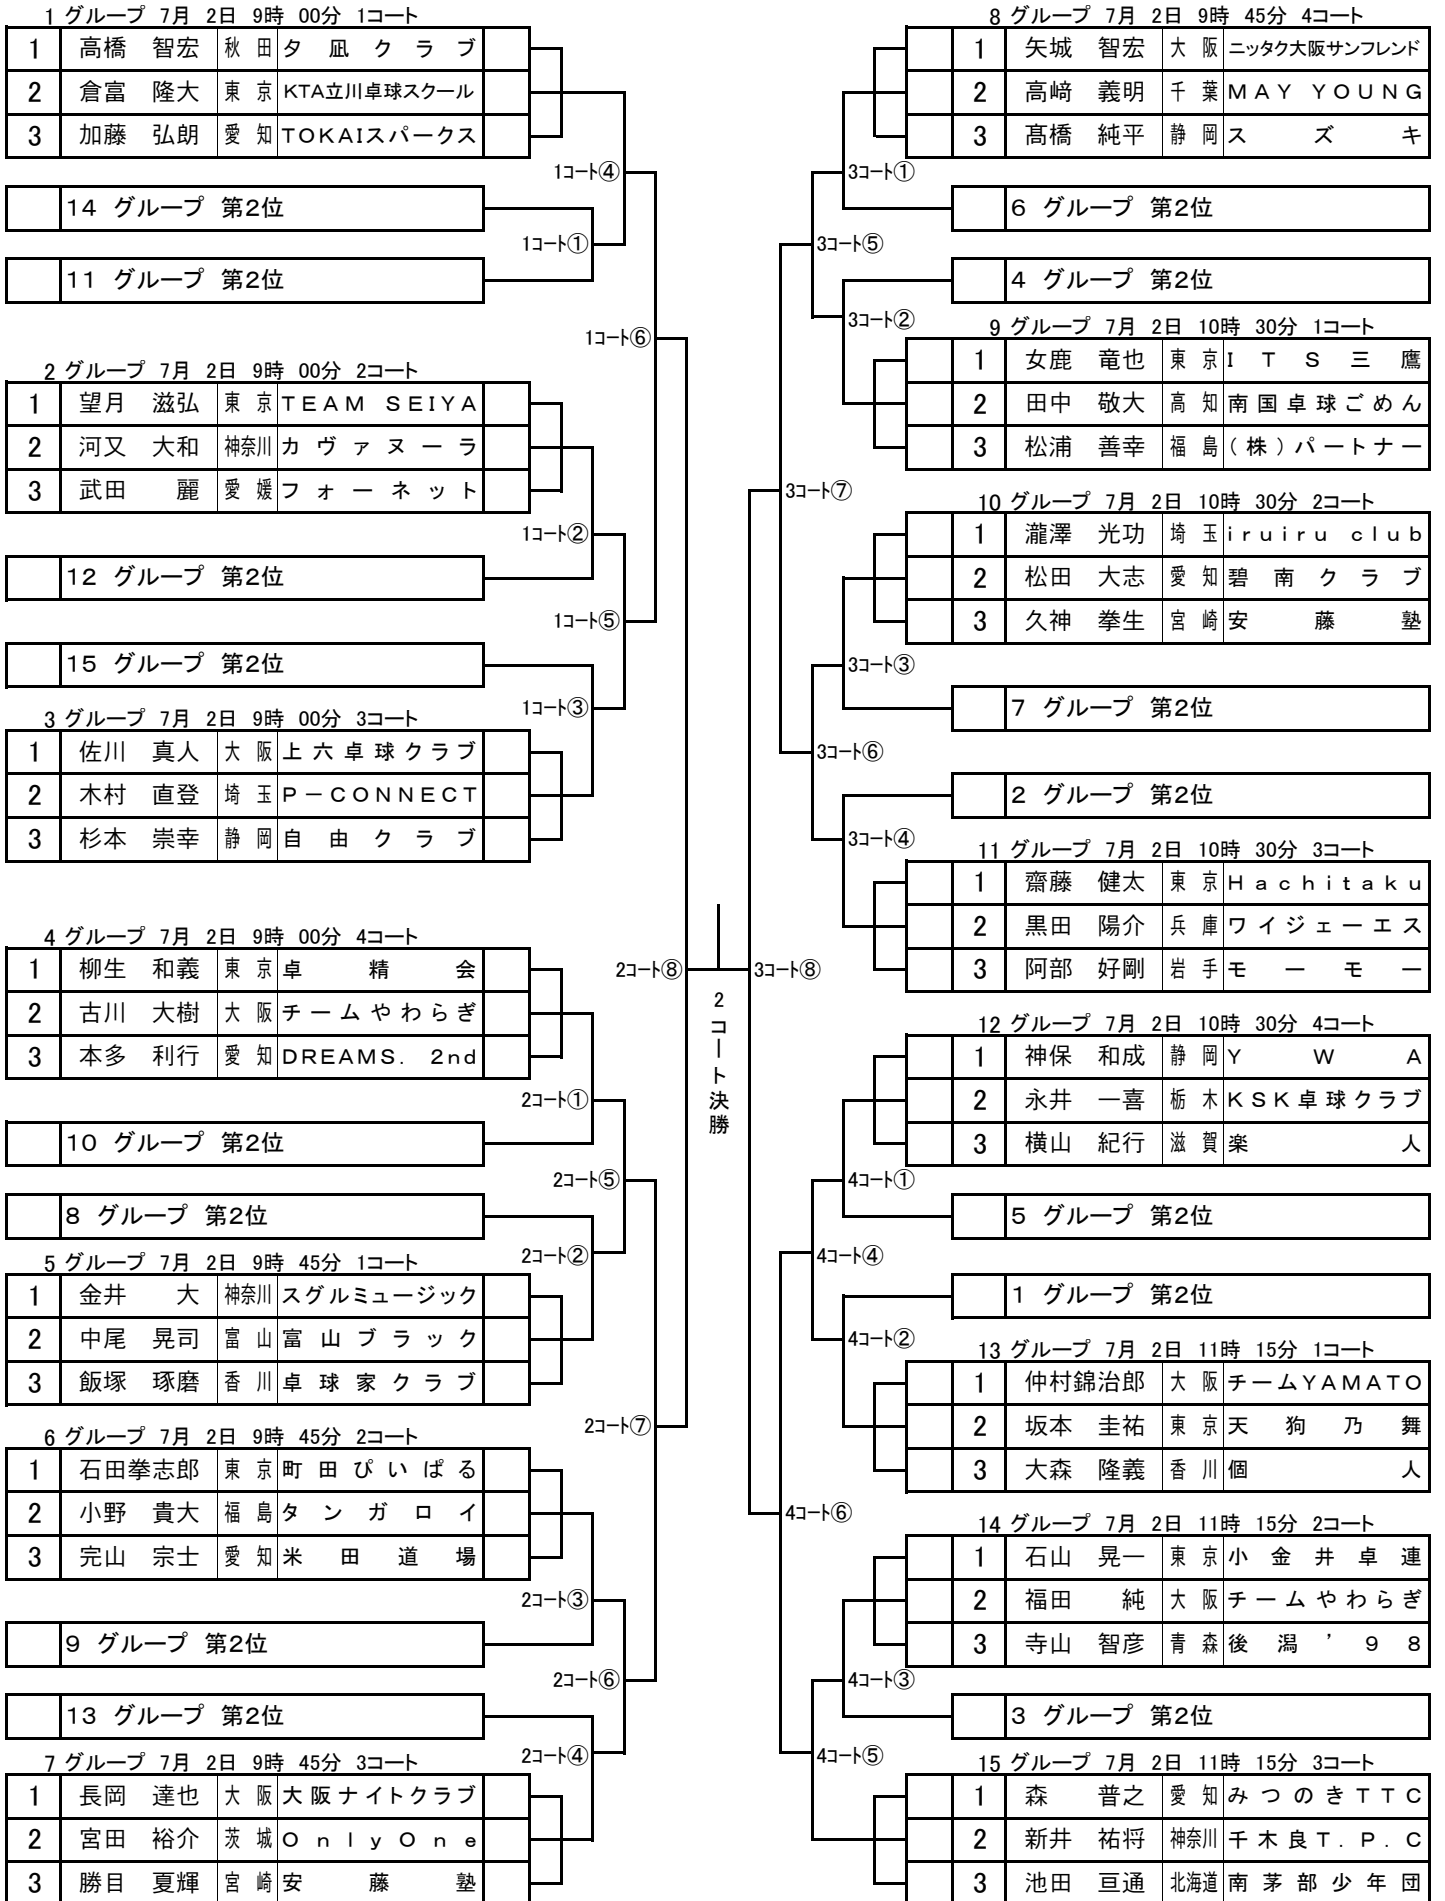 1 グループ 7月 2日 9時 00分 1コート
1 高橋 智宏 秋田 夕凪クラブ
2 倉富 隆大 東京 KTA立川卓球スクール
3 加藤 弘朗 愛知 TOKAIスパークス
1コート④
14 グループ 第2位
1コート①
11 グループ 第2位
1コート⑥
2 グループ 7月 2日 9時 00分 2コート
1 望月 滋弘 東京 TEAM SEIYA
2 河又 大和 神奈川 カヴァヌーラ
3 武田 麗 愛媛 フォーネット
1コート②
12 グループ 第2位
1コート⑤
15 グループ 第2位
1コート③
3 グループ 7月 2日 9時 00分 3コート
1 佐川 真人 大阪 上六卓球クラブ
2 木村 直登 埼玉 P-CONNECT
3 杉本 崇幸 静岡 自由クラブ
4 グループ 7月 2日 9時 00分 4コート
1 柳生 和義 東京 卓精会
2 古川 大樹 大阪 チームやわらぎ
3 本多 利行 愛知 DREAMS. 2nd
2コート⑧
2コート①
10 グループ 第2位
2コート⑤
8 グループ 第2位
2コート②
5 グループ 7月 2日 9時 45分 1コート
1 金井 大 神奈川 スグルミュージック
2 中尾 晃司 富山 富山ブラック
3 飯塚 琢磨 香川 卓球家クラブ
2コート⑦
6 グループ 7月 2日 9時 45分 2コート
1 石田拳志郎 東京 町田ぴいぱる
2 小野 貴大 福島 タンガロイ
3 完山 宗士 愛知 米田道場
2コート③
9 グループ 第2位
2コート⑥
13 グループ 第2位
2コート④
7 グループ 7月 2日 9時 45分 3コート
1 長岡 達也 大阪 大阪ナイトクラブ
2 宮田 裕介 茨城 OnlyOne
3 勝目 夏輝 宮崎 安藤塾
2コート決勝
8 グループ 7月 2日 9時 45分 4コート
1 矢城 智宏 大阪 ニッタク大阪サンフレンド
2 高﨑 義明 千葉 MAY YOUNG
3 髙橋 純平 静岡 スズキ
3コート①
6 グループ 第2位
3コート⑤
4 グループ 第2位
3コート②
9 グループ 7月 2日 10時 30分 1コート
1 女鹿 竜也 東京 ITS三鷹
2 田中 敬大 高知 南国卓球ごめん
3 松浦 善幸 福島 (株)パートナー
3コート⑦
10 グループ 7月 2日 10時 30分 2コート
1 瀧澤 光功 埼玉 iruiru club
2 松田 大志 愛知 碧南クラブ
3 久神 拳生 宮崎 安藤塾
3コート③
7 グループ 第2位
3コート⑥
2 グループ 第2位
3コート④
11 グループ 7月 2日 10時 30分 3コート
1 齋藤 健太 東京 Hachitaku
2 黒田 陽介 兵庫 ワイジェーエス
3 阿部 好剛 岩手 モーモー
3コート⑧
12 グループ 7月 2日 10時 30分 4コート
1 神保 和成 静岡 YWA
2 永井 一喜 栃木 KSK卓球クラブ
3 横山 紀行 滋賀 楽人
4コート①
5 グループ 第2位
4コート④
1 グループ 第2位
4コート②
13 グループ 7月 2日 11時 15分 1コート
1 仲村錦治郎 大阪 チームYAMATO
2 坂本 圭祐 東京 天狗乃舞
3 大森 隆義 香川 個人
4コート⑥
14 グループ 7月 2日 11時 15分 2コート
1 石山 晃一 東京 小金井卓連
2 福田 純 大阪 チームやわらぎ
3 寺山 智彦 青森 後潟’98
4コート③
3 グループ 第2位
4コート⑤
15 グループ 7月 2日 11時 15分 3コート
1 森 普之 愛知 みつのきTTC
2 新井 祐将 神奈川 千木良T.P.C
3 池田 亘通 北海道 南茅部少年団